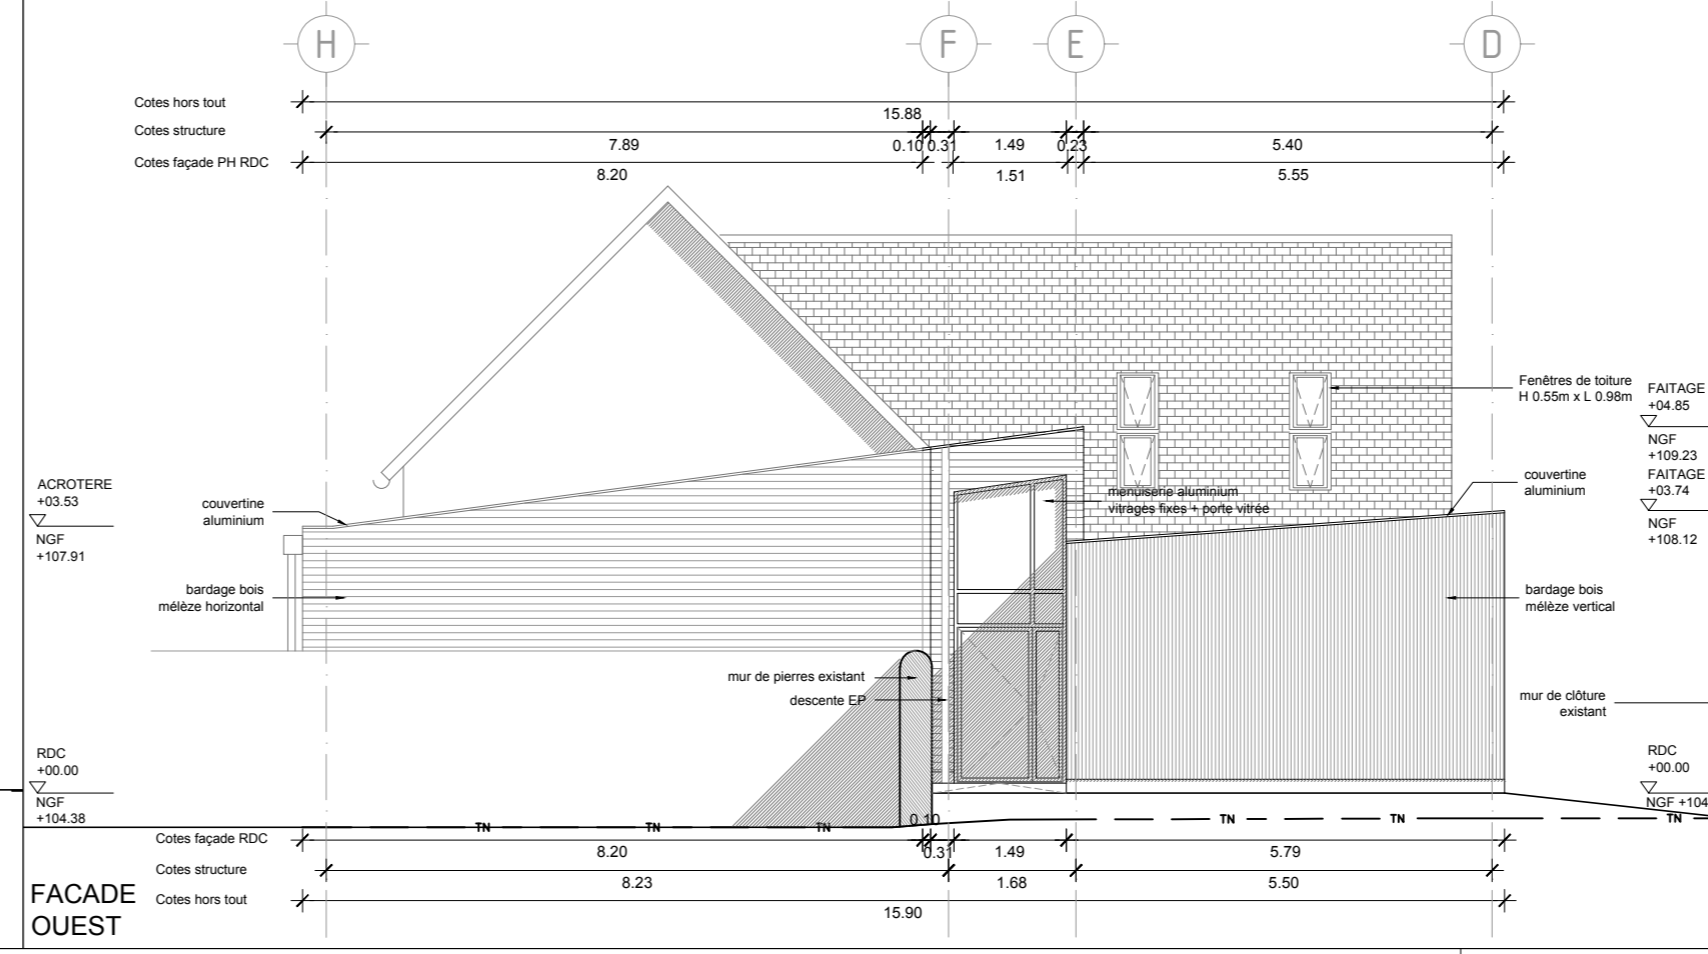 H
F
E
D
Cotes hors tout
15.88
Cotes structure
7.89
0.10
0.31
1.49
0.23
5.40
Cotes façade PH RDC
8.20
1.51
5.55
Fenêtres de toiture
H 0.55m x L 0.98m
FAITAGE
+04.85
NGF
+109.23
FAITAGE
+03.74
NGF
+108.12
ACROTERE
+03.53
NGF
+107.91
couvertine
aluminium
menuiserie aluminium
vitrages fixes + porte vitrée
couvertine
aluminium
bardage bois
mélèze horizontal
bardage bois
mélèze vertical
mur de pierres existant
descente EP
mur de clôture
existant
RDC
+00.00
NGF
+104.38
RDC
+00.00
NGF +104
TN
TN
TN
TN
TN
TN
Cotes façade RDC
8.20
0.10
0.31
1.49
5.79
Cotes structure
8.23
1.68
5.50
Cotes hors tout
15.90
FACADE
OUEST